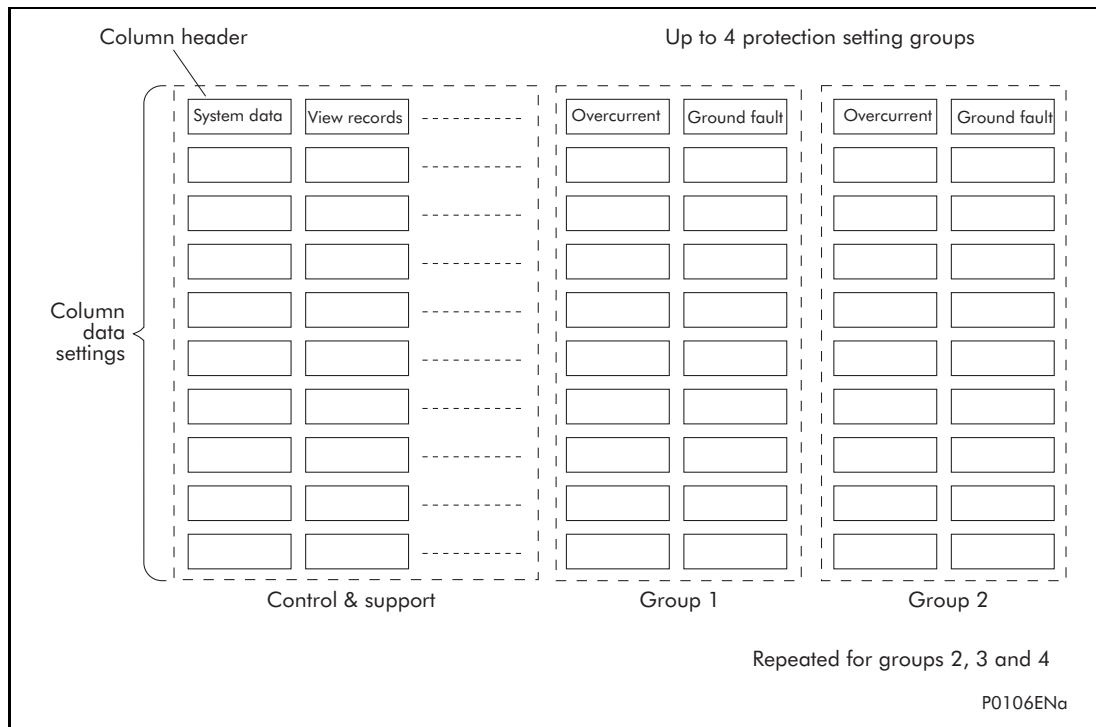 Column header
Up to 4 protection setting groups
System data
View records
Overcurrent
Ground fault
Overcurrent
Ground fault
Column
data
settings
Control & support
Group 1
Group 2
Repeated for groups 2, 3 and 4
P0106ENa